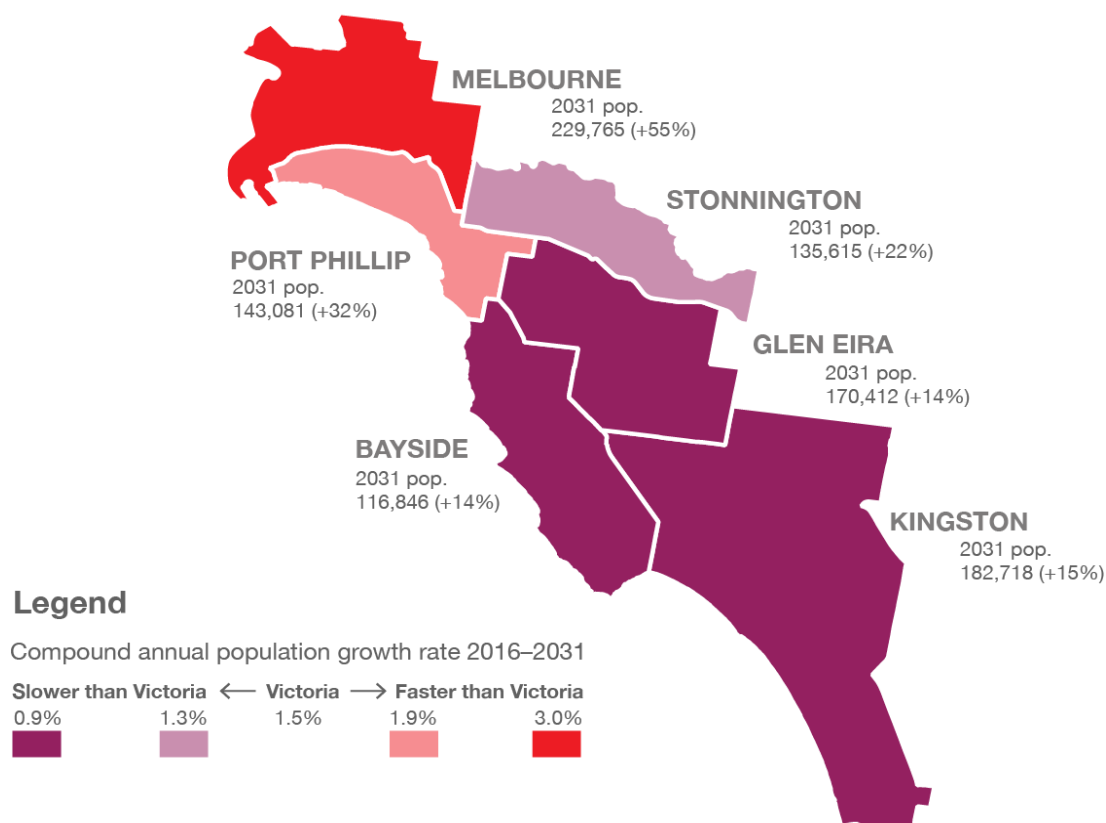 MELBOURNE
2031 pop.
229,765 (+55%)
STONNINGTON
2031 pop.
135,615 (+22%)
PORT PHILLIP
2031 pop.
143,081 (+32%)
GLEN EIRA
2031 pop.
170,412 (+14%)
BAYSIDE
2031 pop.
116,846 (+14%)
KINGSTON
2031 pop.
182,718 (+15%)
Legend
Compound annual population growth rate 2016–2031
Slower than Victoria ← Victoria → Faster than Victoria
0.9% 1.3% 1.5% 1.9% 3.0%